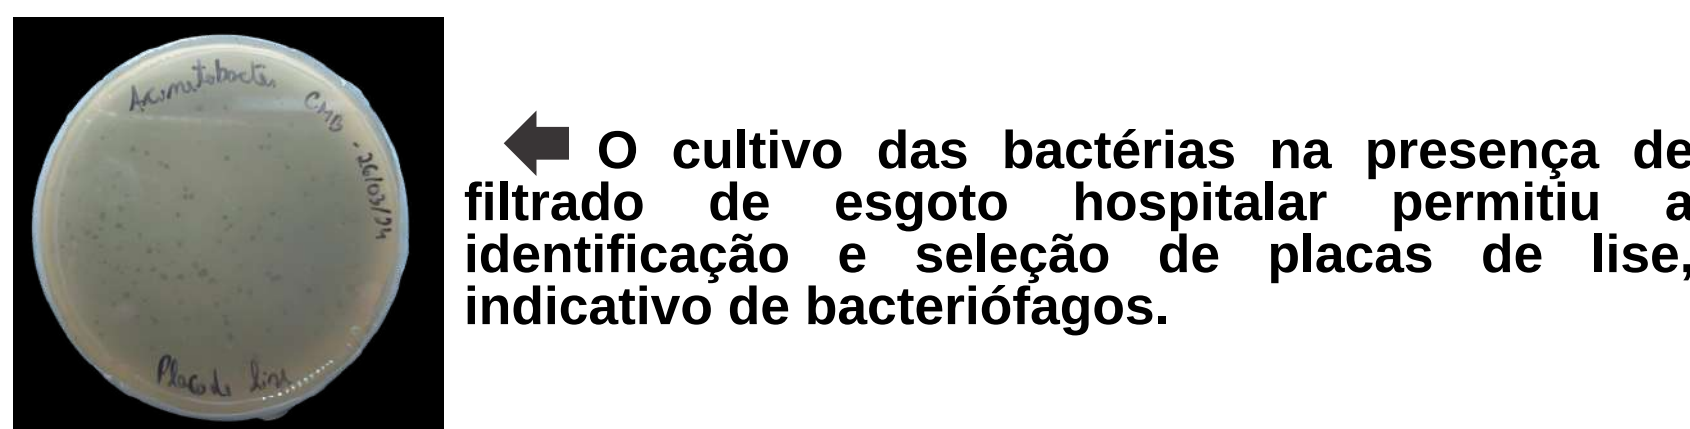 Acinetobacter
CMB - 26/03/24
Placa de lise
O cultivo das bactérias na presença de
filtrado de esgoto hospitalar permitiu a
identificação e seleção de placas de lise,
indicativo de bacteriófagos.